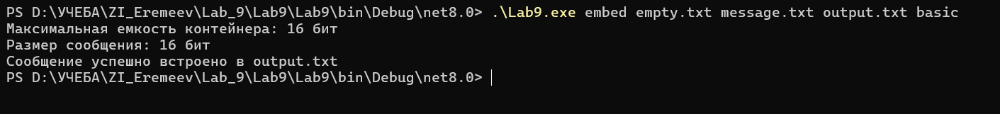 PS D:\УЧЕБА\ZI_Eremeev\Lab_9\Lab9\Lab9\bin\Debug\net8.0> .\Lab9.exe embed empty.txt message.txt output.txt basic
Максимальная емкость контейнера: 16 бит
Размер сообщения: 16 бит
Сообщение успешно встроено в output.txt
PS D:\УЧЕБА\ZI_Eremeev\Lab_9\Lab9\Lab9\bin\Debug\net8.0>